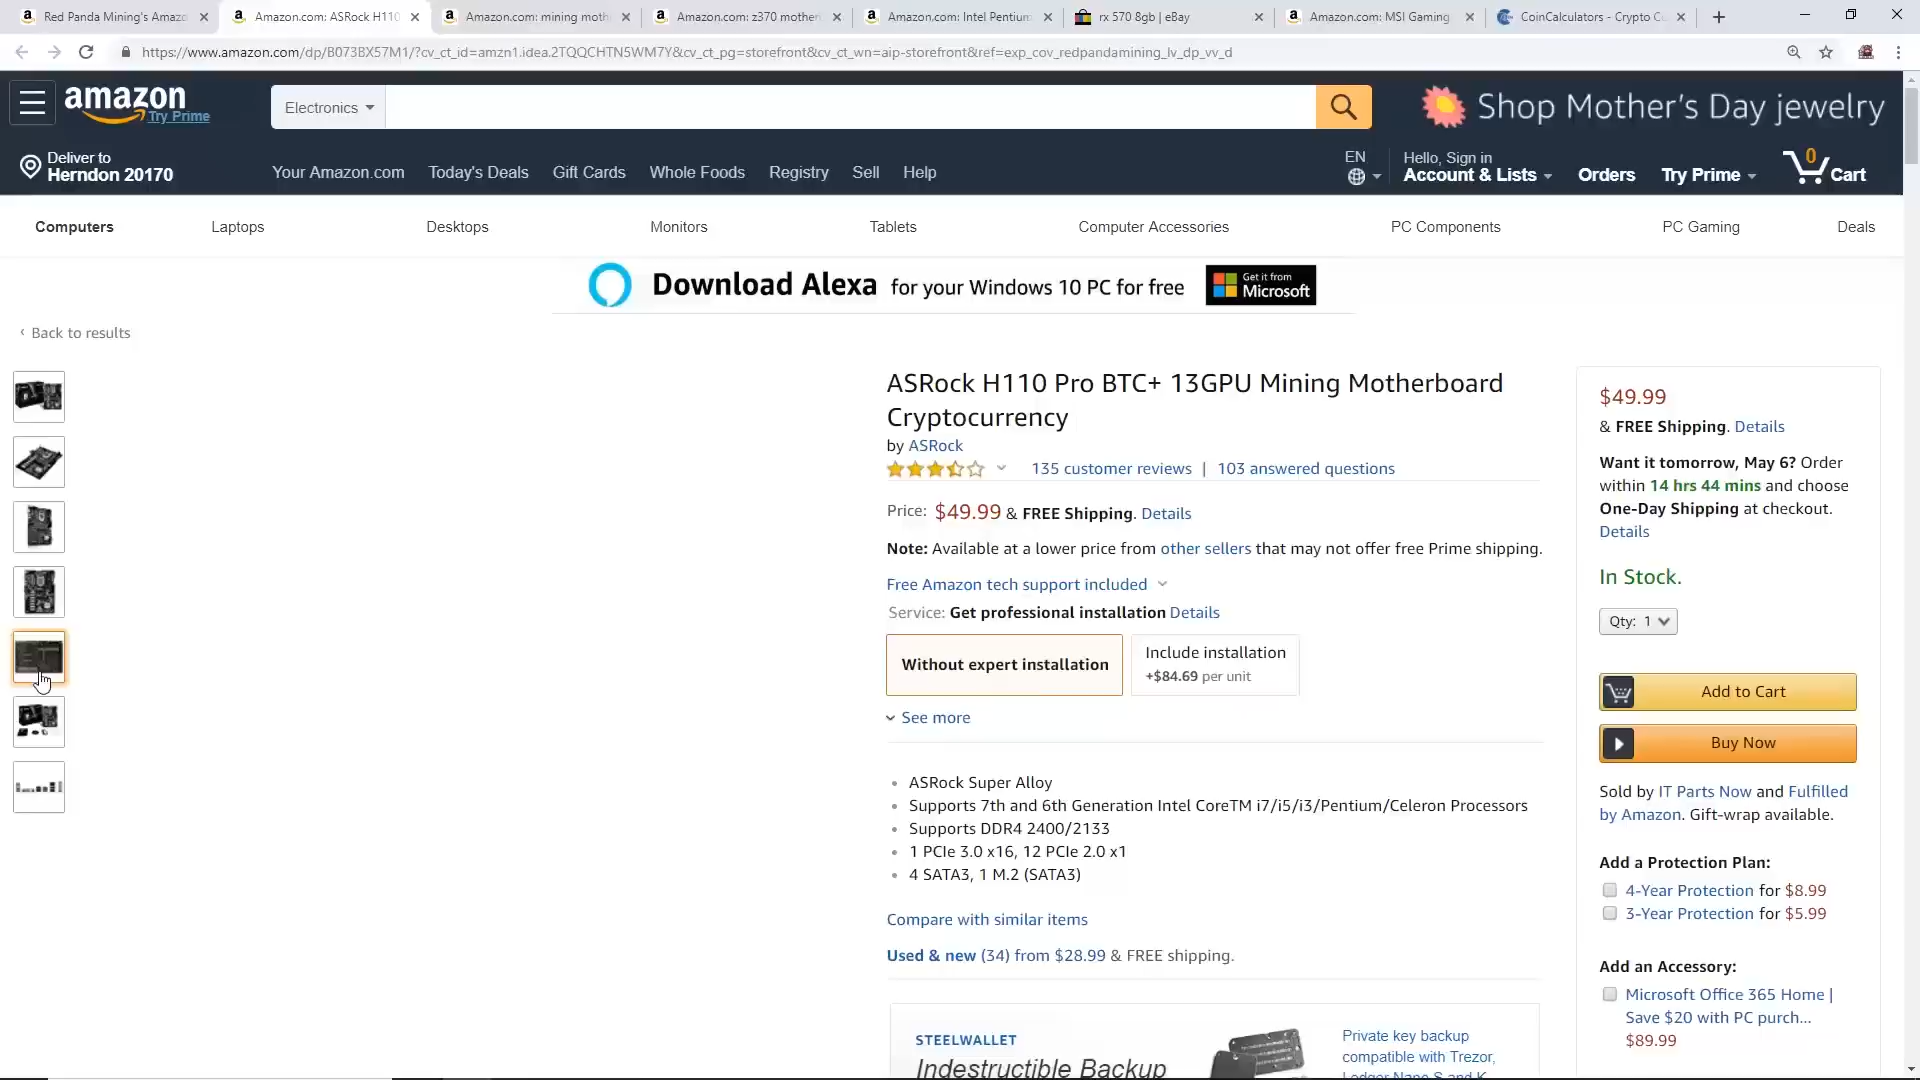 Red Panda Mining's Amazo
Amazon.com: ASRock H110
Amazon.com: mining moth
Amazon.com: z370 mother
Amazon.com: Intel Pentium
rx 570 8gb | eBay
Amazon.com: MSI Gaming
CoinCalculators - Crypto Cu
https://www.amazon.com/dp/B073BX57M1/?cv_ct_id=amzn1.idea.2TQQCHTN5WM7Y&cv_ct_pg=storefront&cv_ct_wn=aip-storefront&ref=exp_cov_redpandamining_lv_dp_vv_d
amazon
Try Prime
Electronics
Shop Mother's Day jewelry
Deliver to
Herndon 20170
Your Amazon.com Today's Deals Gift Cards Whole Foods Registry Sell Help
EN
Hello, Sign in
Account & Lists
Orders
Try Prime
0
Cart
Computers Laptops Desktops Monitors Tablets Computer Accessories PC Components PC Gaming Deals
Download Alexa for your Windows 10 PC for free
Get it from
Microsoft
‹ Back to results
ASRock H110 Pro BTC+ 13GPU Mining Motherboard
Cryptocurrency
by ASRock
135 customer reviews | 103 answered questions
Price: $49.99 & FREE Shipping. Details
Note: Available at a lower price from other sellers that may not offer free Prime shipping.
Free Amazon tech support included
Service: Get professional installation Details
Without expert installation
Include installation
+$84.69 per unit
See more
• ASRock Super Alloy
• Supports 7th and 6th Generation Intel CoreTM i7/i5/i3/Pentium/Celeron Processors
• Supports DDR4 2400/2133
• 1 PCIe 3.0 x16, 12 PCIe 2.0 x1
• 4 SATA3, 1 M.2 (SATA3)
Compare with similar items
Used & new (34) from $28.99 & FREE shipping.
STEELWALLET
Indestructible Backup
Private key backup
compatible with Trezor,
Ledger Nano S and K
$49.99
& FREE Shipping. Details
Want it tomorrow, May 6? Order
within 14 hrs 44 mins and choose
One-Day Shipping at checkout.
Details
In Stock.
Qty: 1
Add to Cart
Buy Now
Sold by IT Parts Now and Fulfilled
by Amazon. Gift-wrap available.
Add a Protection Plan:
4-Year Protection for $8.99
3-Year Protection for $5.99
Add an Accessory:
Microsoft Office 365 Home |
Save $20 with PC purch...
$89.99